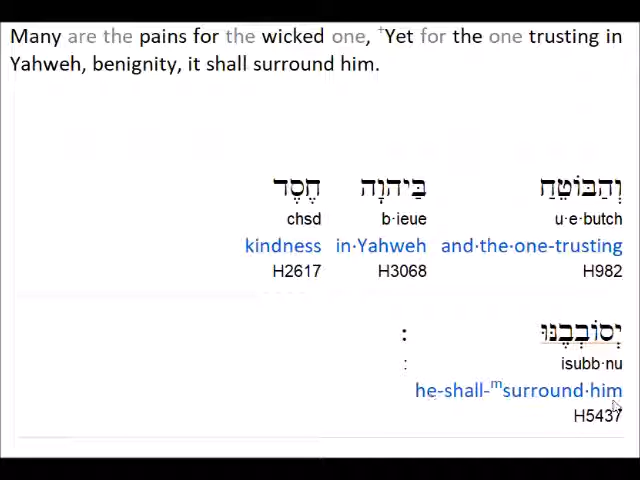 Many are the pains for the wicked one, +Yet for the one trusting in
Yahweh, benignity, it shall surround him.
וְהַבּוֹטֵחַ בַּיהוָה חֶסֶד
u·e·butch b·ieue chsd
and·the·one-trusting in·Yahweh kindness
H982 H3068 H2617
יְסוֹבְבֶנּוּ :
isubb·nu :
he-shall-msurround·him
H5437